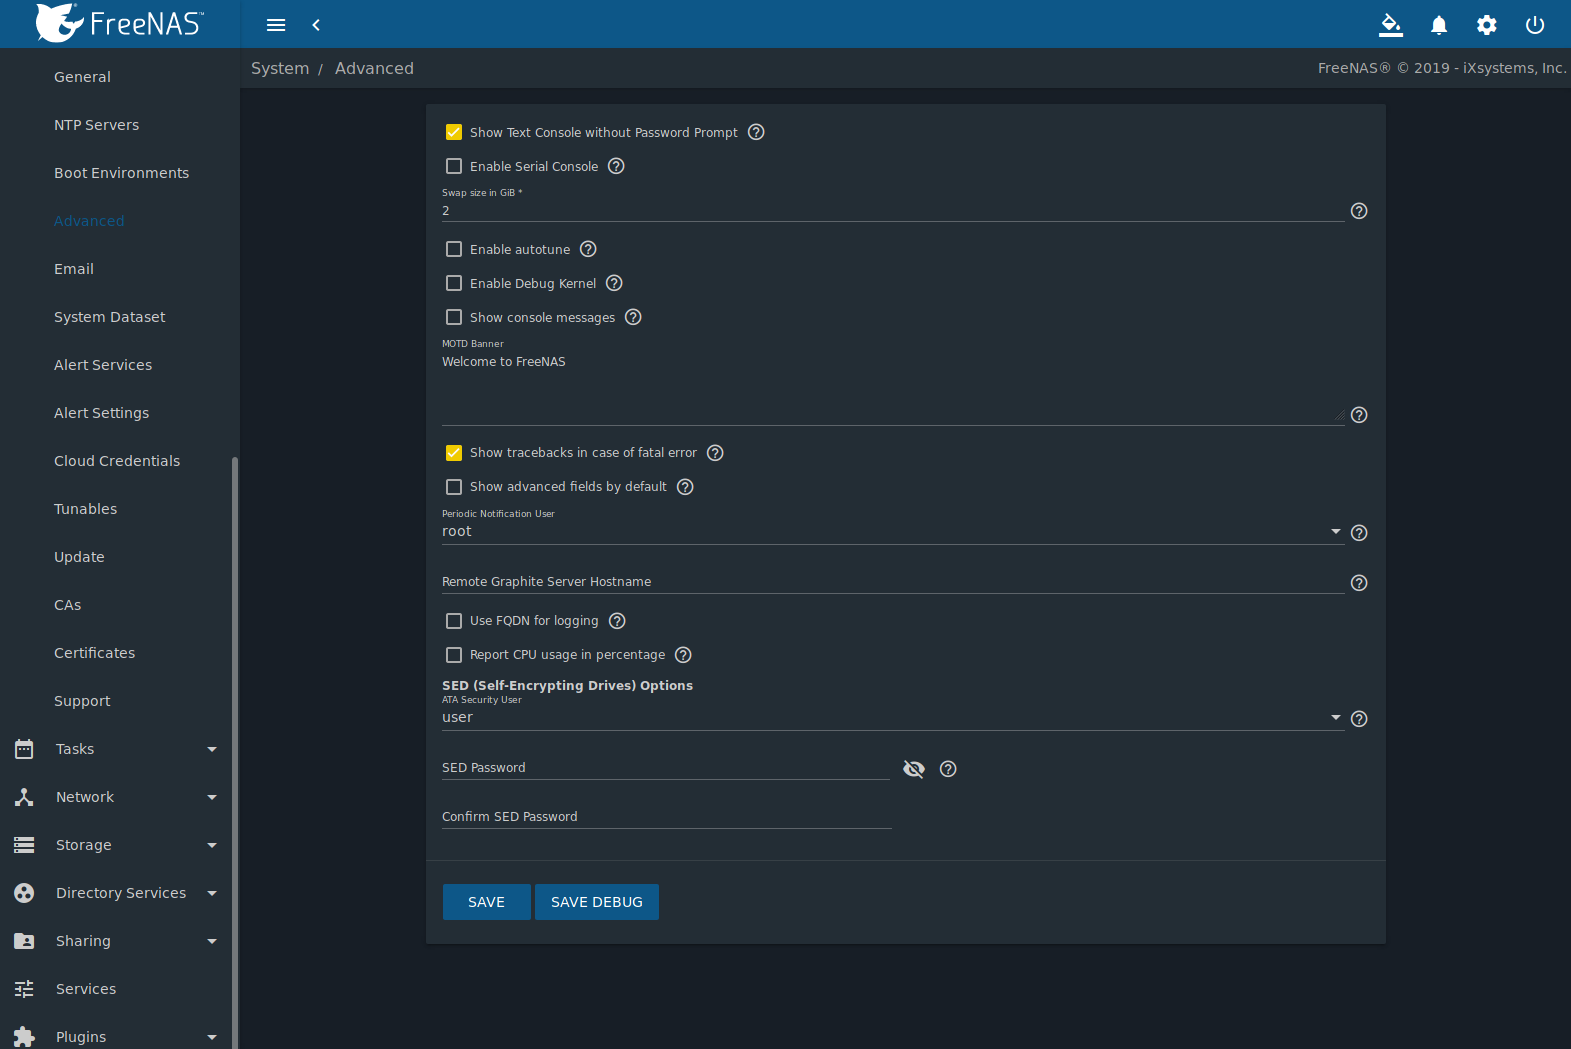 FreeNAS™
System / Advanced
FreeNAS® © 2019 - iXsystems, Inc.
General
NTP Servers
Boot Environments
Advanced
Email
System Dataset
Alert Services
Alert Settings
Cloud Credentials
Tunables
Update
CAs
Certificates
Support
Tasks
Network
Storage
Directory Services
Sharing
Services
Plugins
Show Text Console without Password Prompt
Enable Serial Console
Swap size in GiB *
2
Enable autotune
Enable Debug Kernel
Show console messages
MOTD Banner
Welcome to FreeNAS
Show tracebacks in case of fatal error
Show advanced fields by default
Periodic Notification User
root
Remote Graphite Server Hostname
Use FQDN for logging
Report CPU usage in percentage
SED (Self-Encrypting Drives) Options
ATA Security User
user
SED Password
Confirm SED Password
SAVE SAVE DEBUG